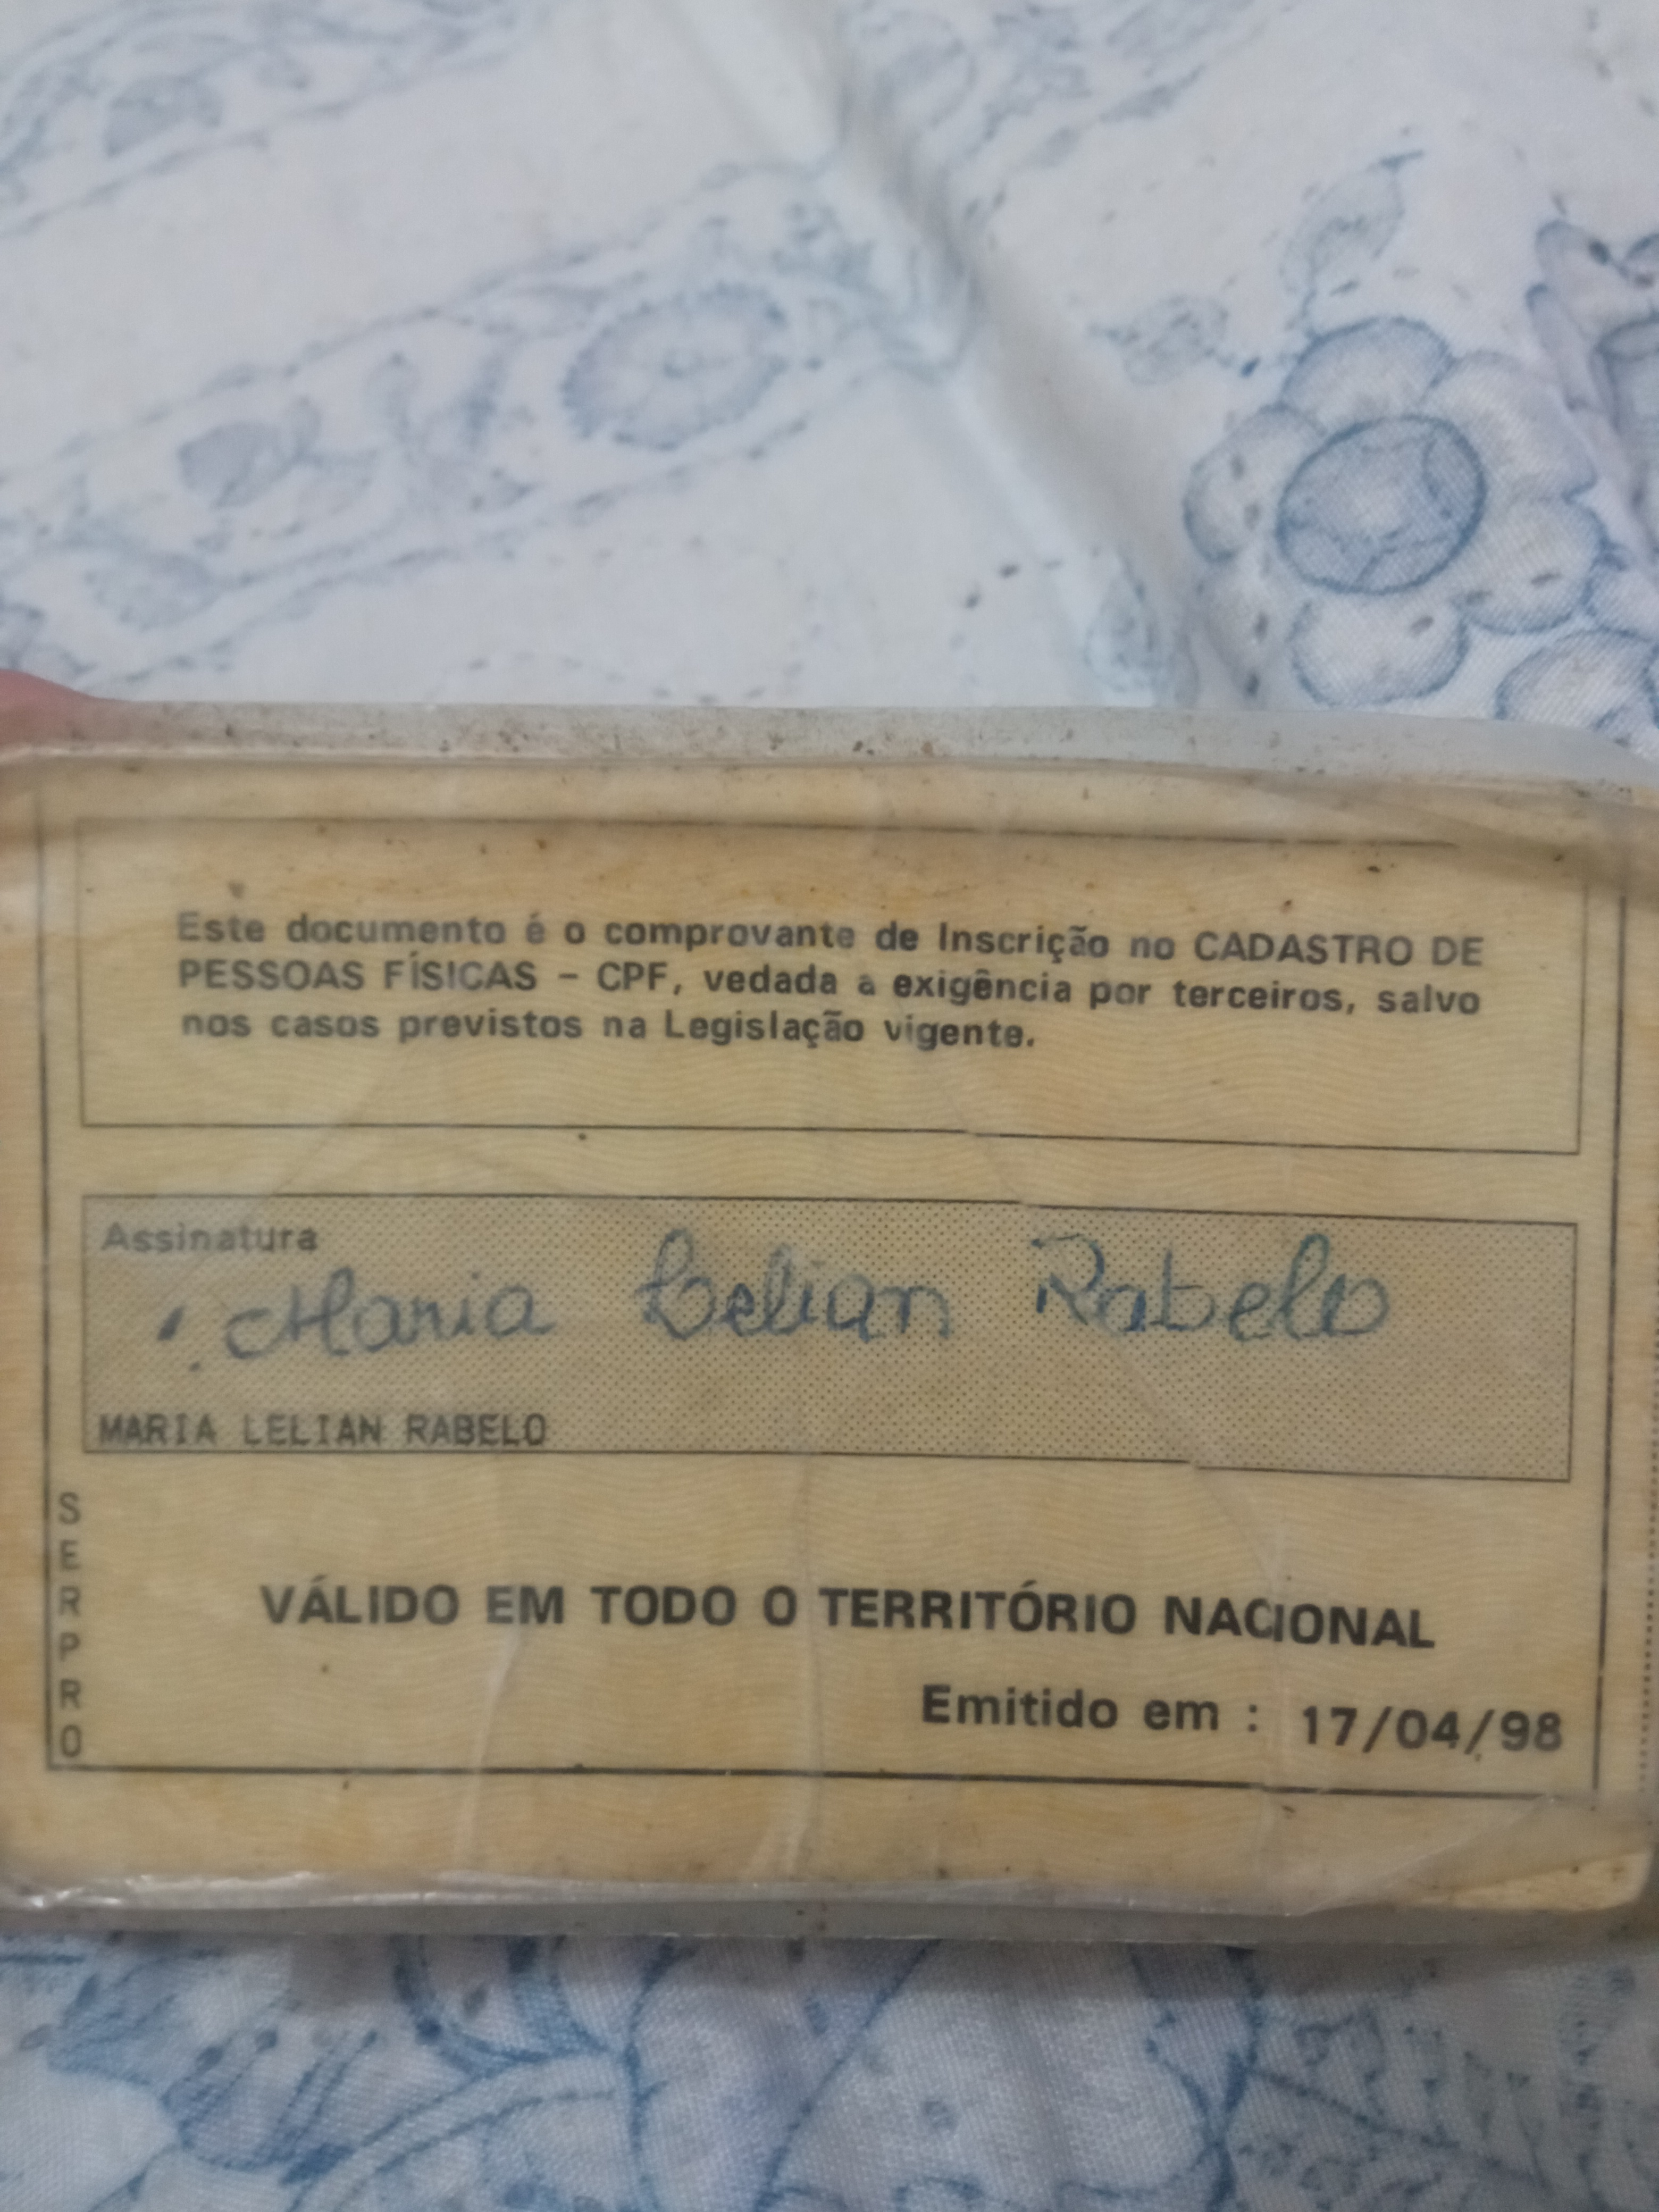 Este documento é o comprovante de Inscrição no CADASTRO DE
PESSOAS FÍSICAS – CPF, vedada a exigência por terceiros, salvo
nos casos previstos na Legislação vigente.
Assinatura
Maria Lelian Rabelo
MARIA LELIAN RABELO
SERPRO
VÁLIDO EM TODO O TERRITÓRIO NACIONAL
Emitido em : 17/04/98